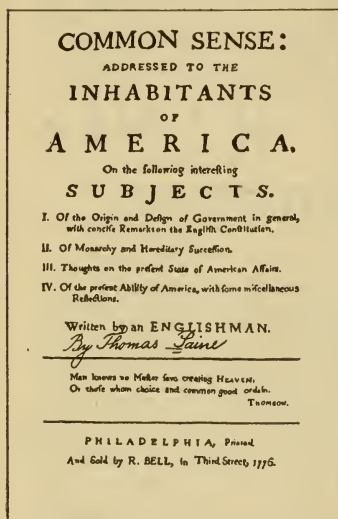 COMMON SENSE:
ADDRESSED TO THE
INHABITANTS
OF
AMERICA.
On the following interesting
SUBJECTS.
I. Of the Origin and Design of Government in general,
with concise Remarks on the English Constitution.
II. Of Monarchy and Hereditary Succession.
III. Thoughts on the present State of American Affairs.
IV. Of the present Ability of America, with some miscellaneous
Reflections.
Written by an ENGLISHMAN.
By Thomas Paine
Man knows no Master save creating HEAVEN,
Or those whom choice and common good ordain.
THOMSON.
PHILADELPHIA, Printed
And Sold by R. BELL, in Third Street, 1776.